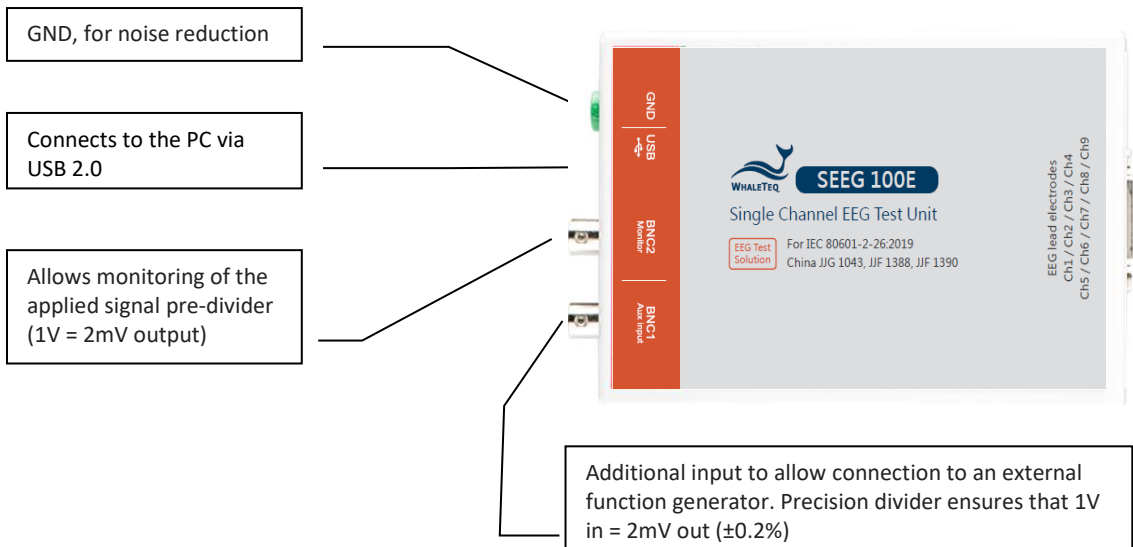 GND, for noise reduction
Connects to the PC via
USB 2.0
Allows monitoring of the
applied signal pre-divider
(1V = 2mV output)
GND
USB
BNC2
Monitor
BNC1
Aux input
WHALETEQ
SEEG 100E
Single Channel EEG Test Unit
EEG Test
Solution
For IEC 80601-2-26:2019
China JJG 1043, JJF 1388, JJF 1390
EEG lead electrodes
Ch1 / Ch2 / Ch3 / Ch4
Ch5 / Ch6 / Ch7 / Ch8 / Ch9
Additional input to allow connection to an external
function generator. Precision divider ensures that 1V
in = 2mV out (±0.2%)